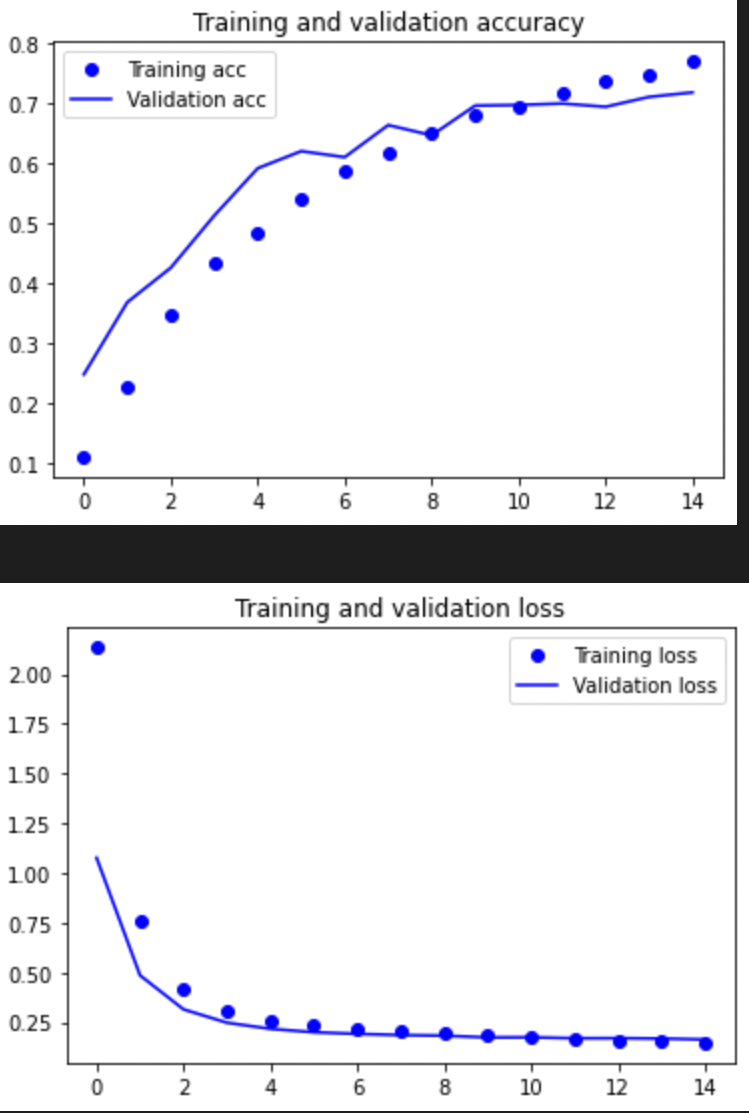 Training and validation accuracy
0.8
0.7
0.6
0.5
0.4
0.3
0.2
0.1
Training acc
Validation acc
0 2 4 6 8 10 12 14
Training and validation loss
2.00
1.75
1.50
1.25
1.00
0.75
0.50
0.25
Training loss
Validation loss
0 2 4 6 8 10 12 14